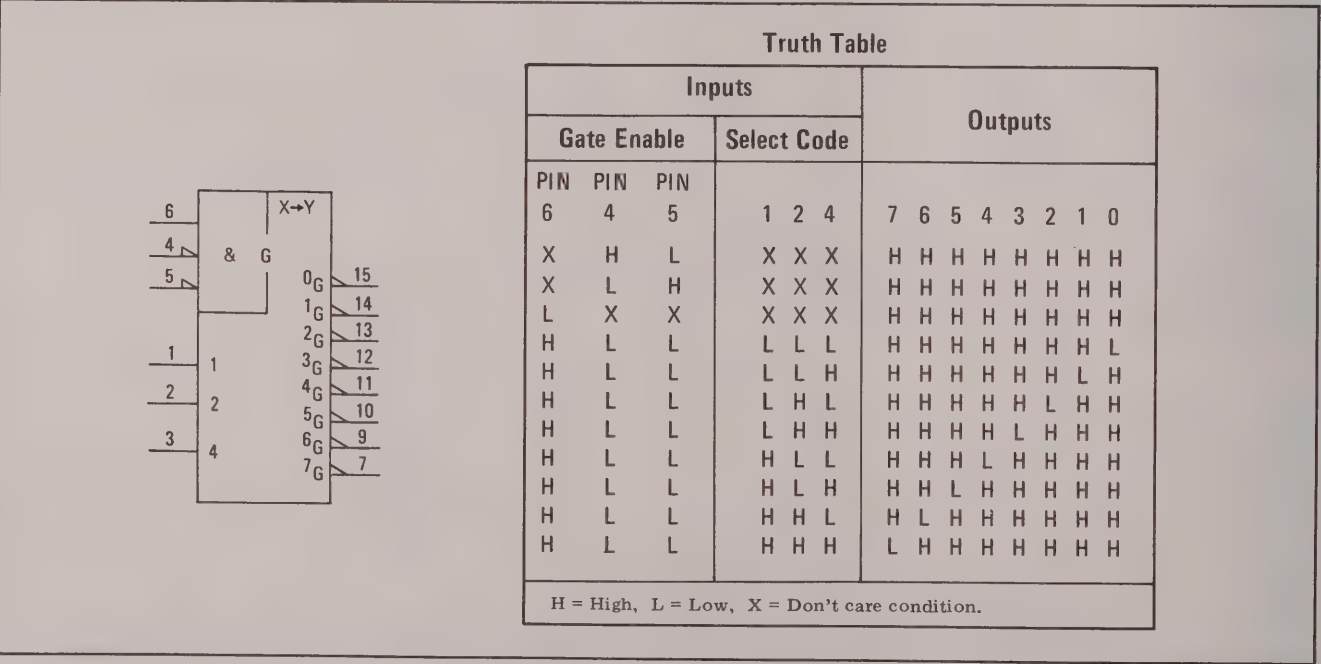 Truth Table
Inputs Outputs
Gate Enable Select Code
PIN PIN PIN
6 4 5 1 2 4 7 6 5 4 3 2 1 0
X H L X X X H H H H H H H H
X L H X X X H H H H H H H H
L X X X X X H H H H H H H H
H L L L L L H H H H H H H L
H L L L L H H H H H H H L H
H L L L H L H H H H H L H H
H L L L H H H H H H L H H H
H L L H L L H H H L H H H H
H L L H L H H H L H H H H H
H L L H H L H L H H H H H H
H L L H H H L H H H H H H H
H = High, L = Low, X = Don't care condition.
X→Y
6
4 & G
5
0G 15
1G 14
2G 13
1 1 3G 12
4G 11
2 2 5G 10
3 4 6G 9
7G 7